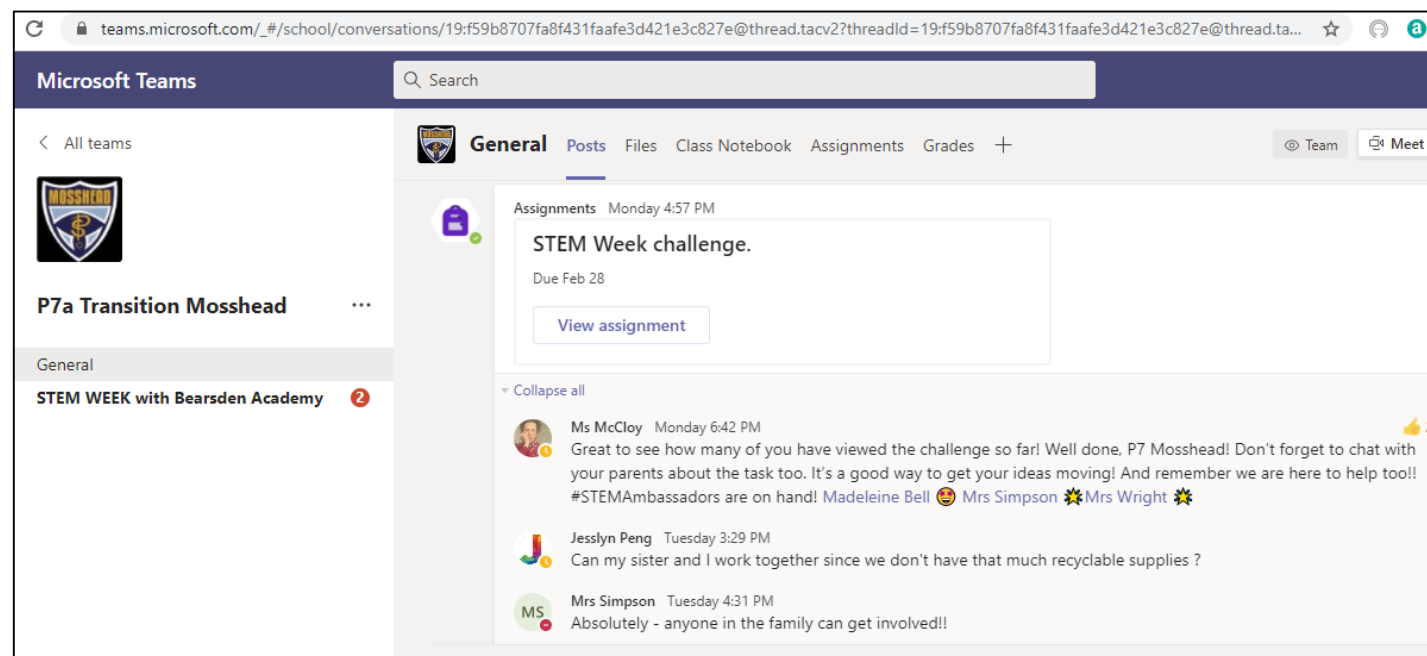 teams.microsoft.com/_#/school/conversations/19:f59b8707fa8f431faafe3d421e3c827e@thread.tacv2?threadId=19:f59b8707fa8f431faafe3d421e3c827e@thread.ta...
a
Microsoft Teams
Search
All teams
MOSSHEAD
P7a Transition Mosshead ...
General
STEM WEEK with Bearsden Academy 2
MOSSHEAD
General Posts Files Class Notebook Assignments Grades +
Team Meet
Assignments Monday 4:57 PM
STEM Week challenge.
Due Feb 28
View assignment
Collapse all
Ms McCloy Monday 6:42 PM
Great to see how many of you have viewed the challenge so far! Well done, P7 Mosshead! Don't forget to chat with
your parents about the task too. It's a good way to get your ideas moving! And remember we are here to help too!!
#STEMAmbassadors are on hand! Madeleine Bell 🤩 Mrs Simpson 🌟Mrs Wright 🌟
J
Jesslyn Peng Tuesday 3:29 PM
Can my sister and I work together since we don't have that much recyclable supplies ?
MS
Mrs Simpson Tuesday 4:31 PM
Absolutely - anyone in the family can get involved!!